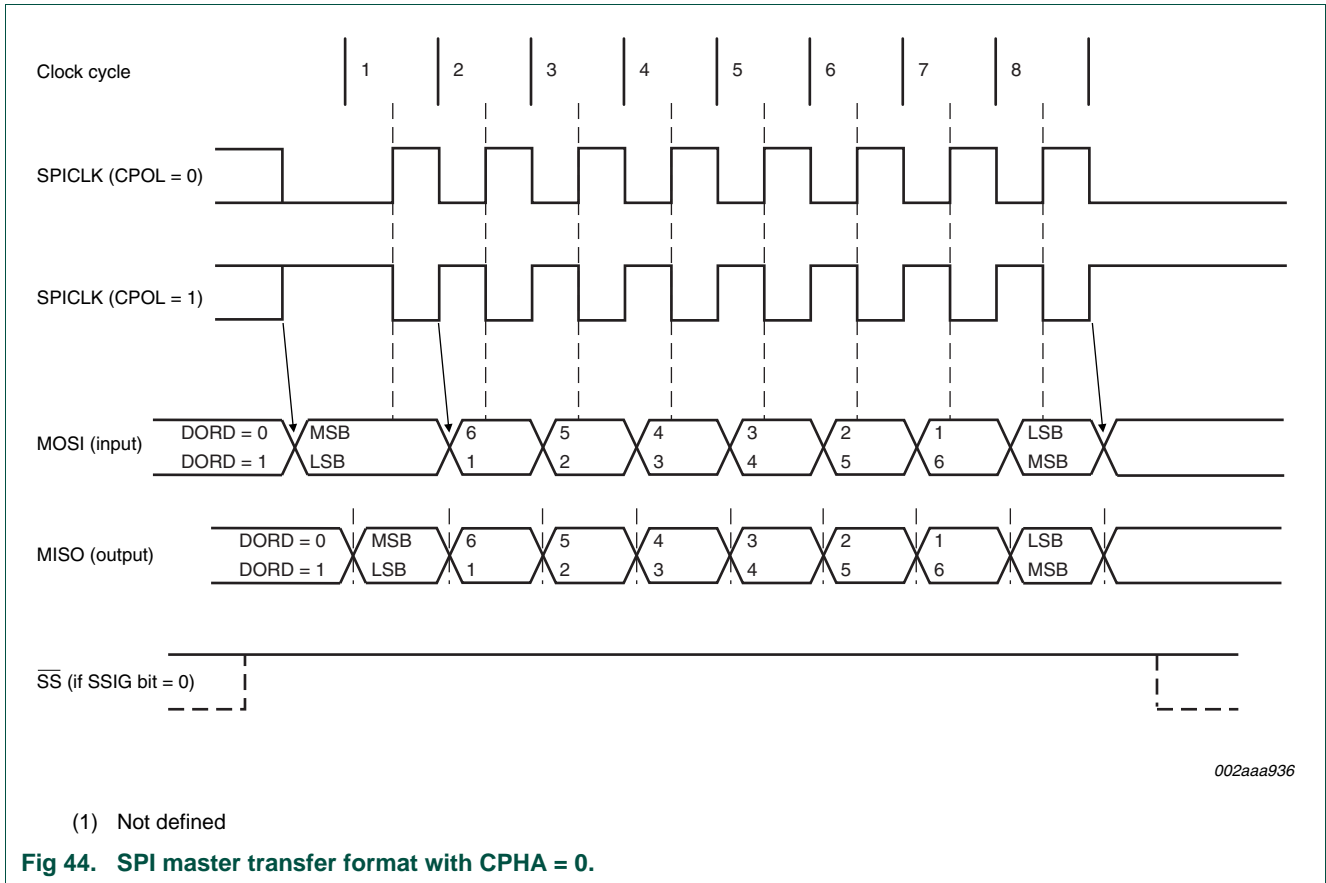 Clock cycle 1 2 3 4 5 6 7 8
SPICLK (CPOL = 0)
SPICLK (CPOL = 1)
MOSI (input) DORD = 0 MSB 6 5 4 3 2 1 LSB
DORD = 1 LSB 1 2 3 4 5 6 MSB
MISO (output) DORD = 0 MSB 6 5 4 3 2 1 LSB
DORD = 1 LSB 1 2 3 4 5 6 MSB
S̅S̅ (if SSIG bit = 0)
002aaa936
(1) Not defined
Fig 44. SPI master transfer format with CPHA = 0.